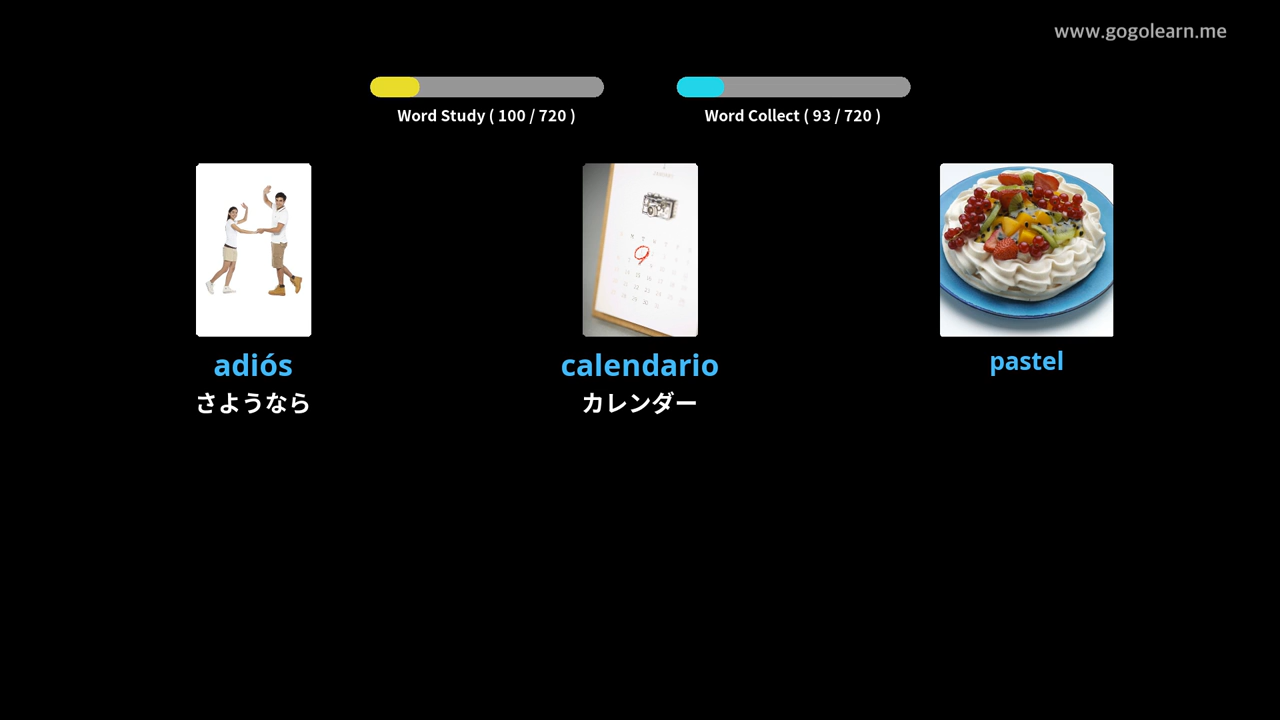 www.gogolearn.me
Word Study ( 100 / 720 )
Word Collect ( 93 / 720 )
adiós
さようなら
calendario
カレンダー
pastel